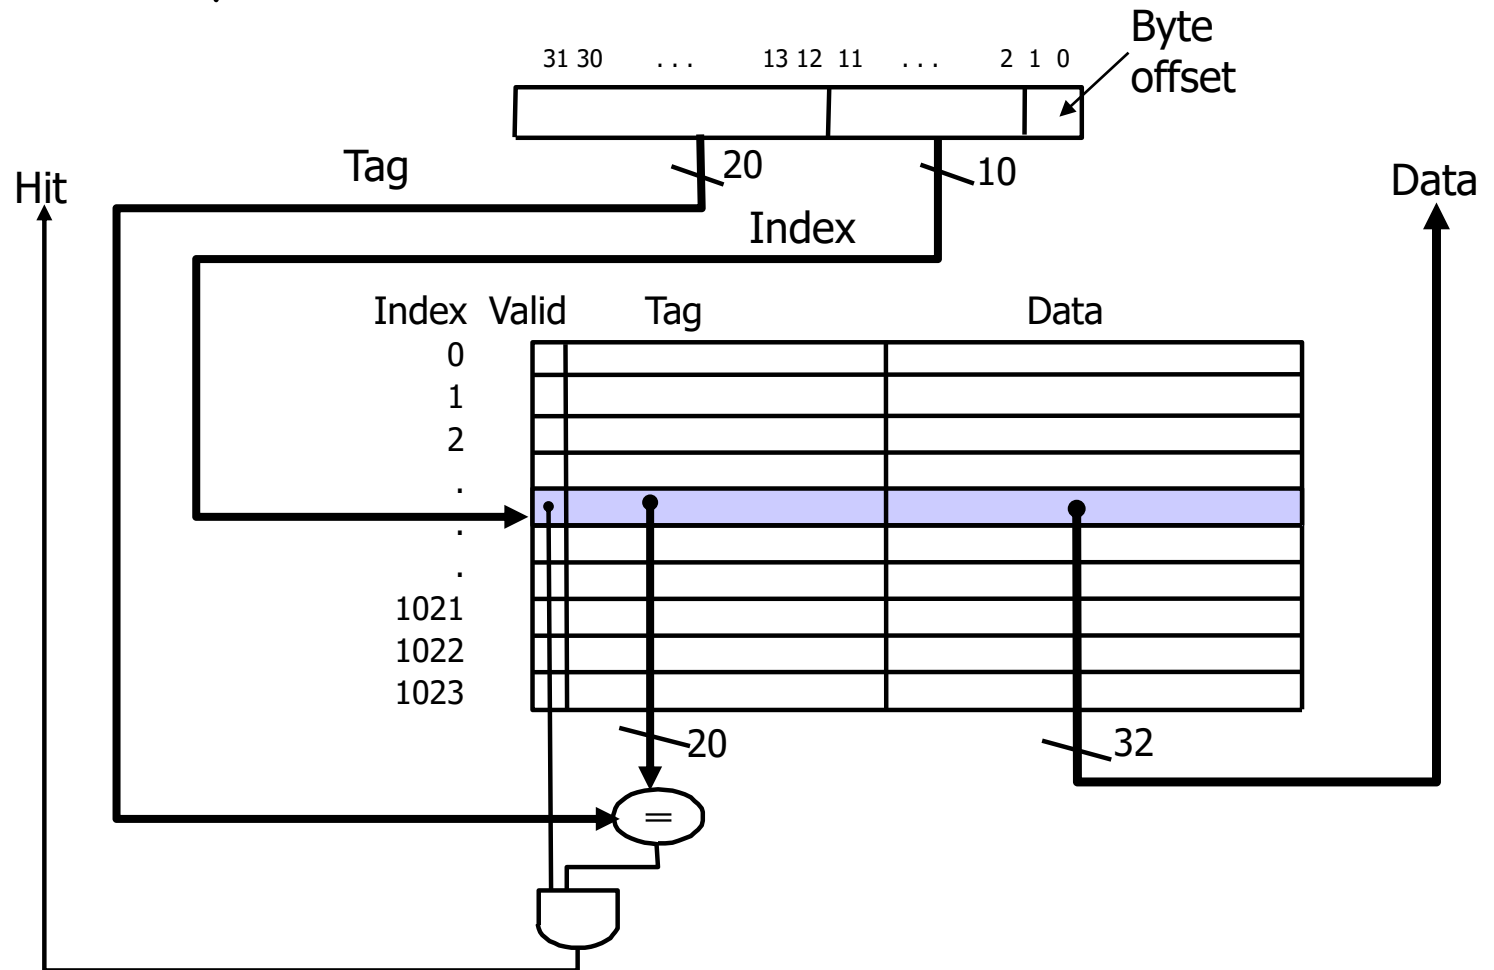 Byte
offset
31 30 ... 13 12 11 ... 2 1 0
Tag
20
10
Hit
Data
Index
Index Valid Tag Data
0
1
2
.
.
.
1021
1022
1023
20
32
=